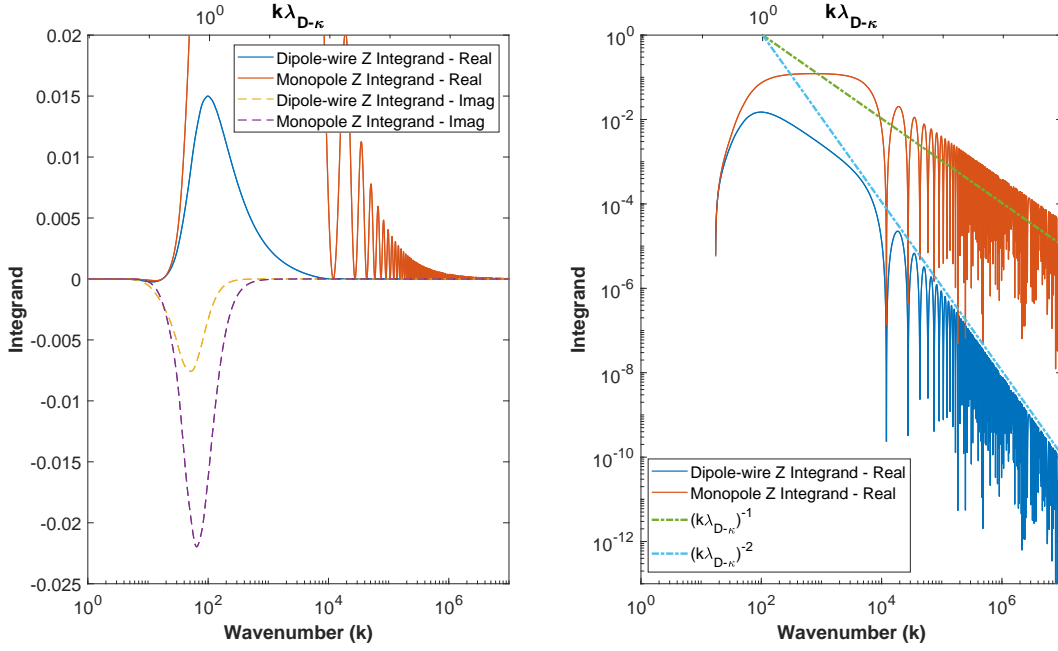 kλD-κ
10^0
0.02
0.015
0.01
0.005
0
-0.005
-0.01
-0.015
-0.02
-0.025
Integrand
Dipole-wire Z Integrand - Real
Monopole Z Integrand - Real
Dipole-wire Z Integrand - Imag
Monopole Z Integrand - Imag
10^0
10^2
10^4
10^6
Wavenumber (k)
kλD-κ
10^0
10^0
10^-2
10^-4
10^-6
10^-8
10^-10
10^-12
Integrand
Dipole-wire Z Integrand - Real
Monopole Z Integrand - Real
(kλD-κ)^-1
(kλD-κ)^-2
10^0
10^2
10^4
10^6
Wavenumber (k)